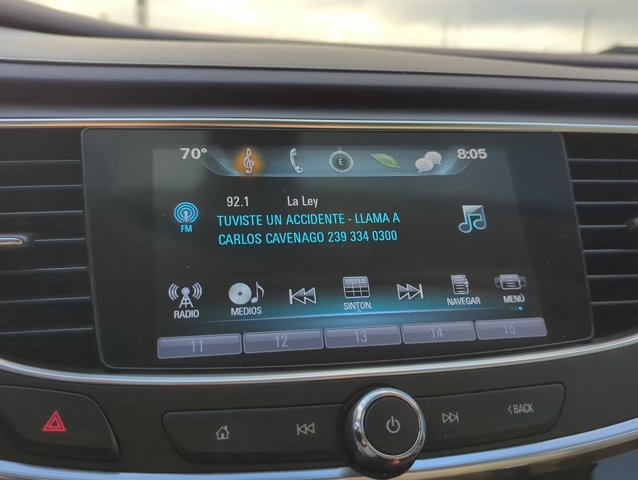 70° E 8:05
92.1 La Ley
FM
TUVISTE UN ACCIDENTE - LLAMA A
CARLOS CAVENAGO 239 334 0300
RADIO MEDIOS SINTON. NAVEGAR MENÚ
11 12 13 14 15
BACK